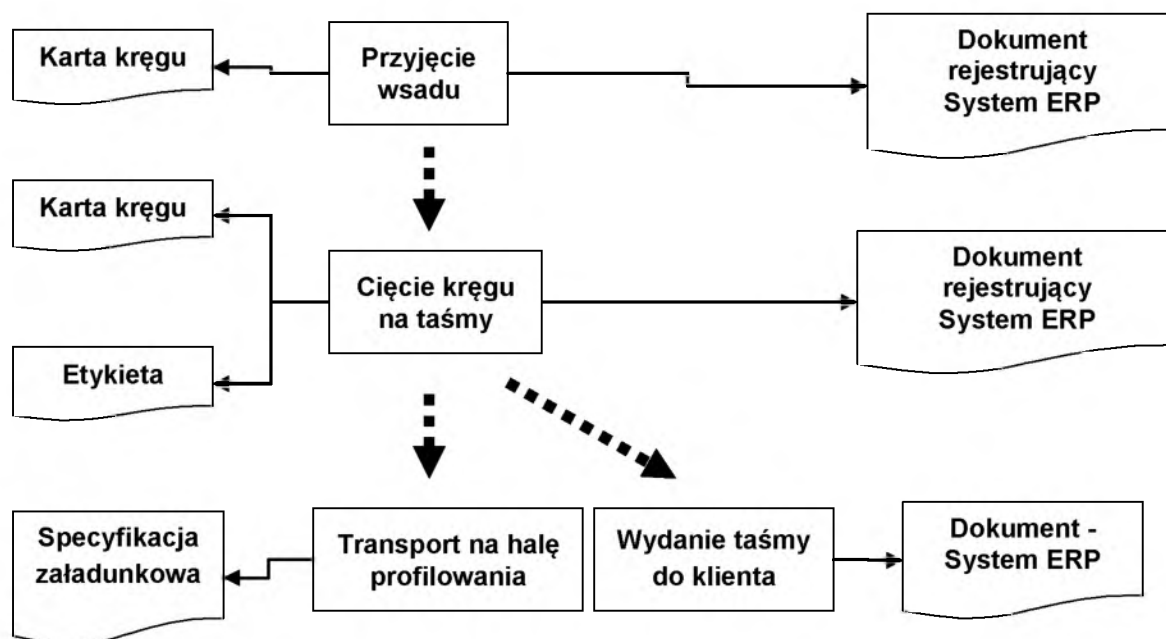 Karta kręgu
Przyjęcie
wsadu
Dokument
rejestrujący
System ERP
Karta kręgu
Cięcie kręgu
na taśmy
Dokument
rejestrujący
System ERP
Etykieta
Specyfikacja
załadunkowa
Transport na halę
profilowania
Wydanie taśmy
do klienta
Dokument -
System ERP